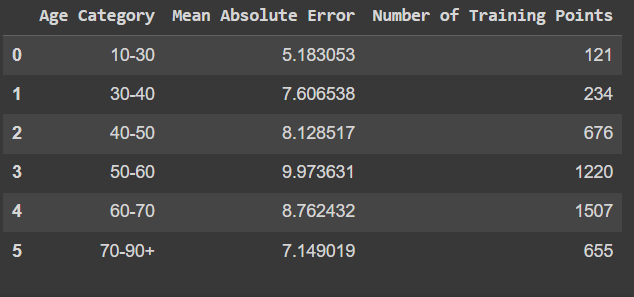 Age Category Mean Absolute Error Number of Training Points
0 10-30 5.183053 121
1 30-40 7.606538 234
2 40-50 8.128517 676
3 50-60 9.973631 1220
4 60-70 8.762432 1507
5 70-90+ 7.149019 655